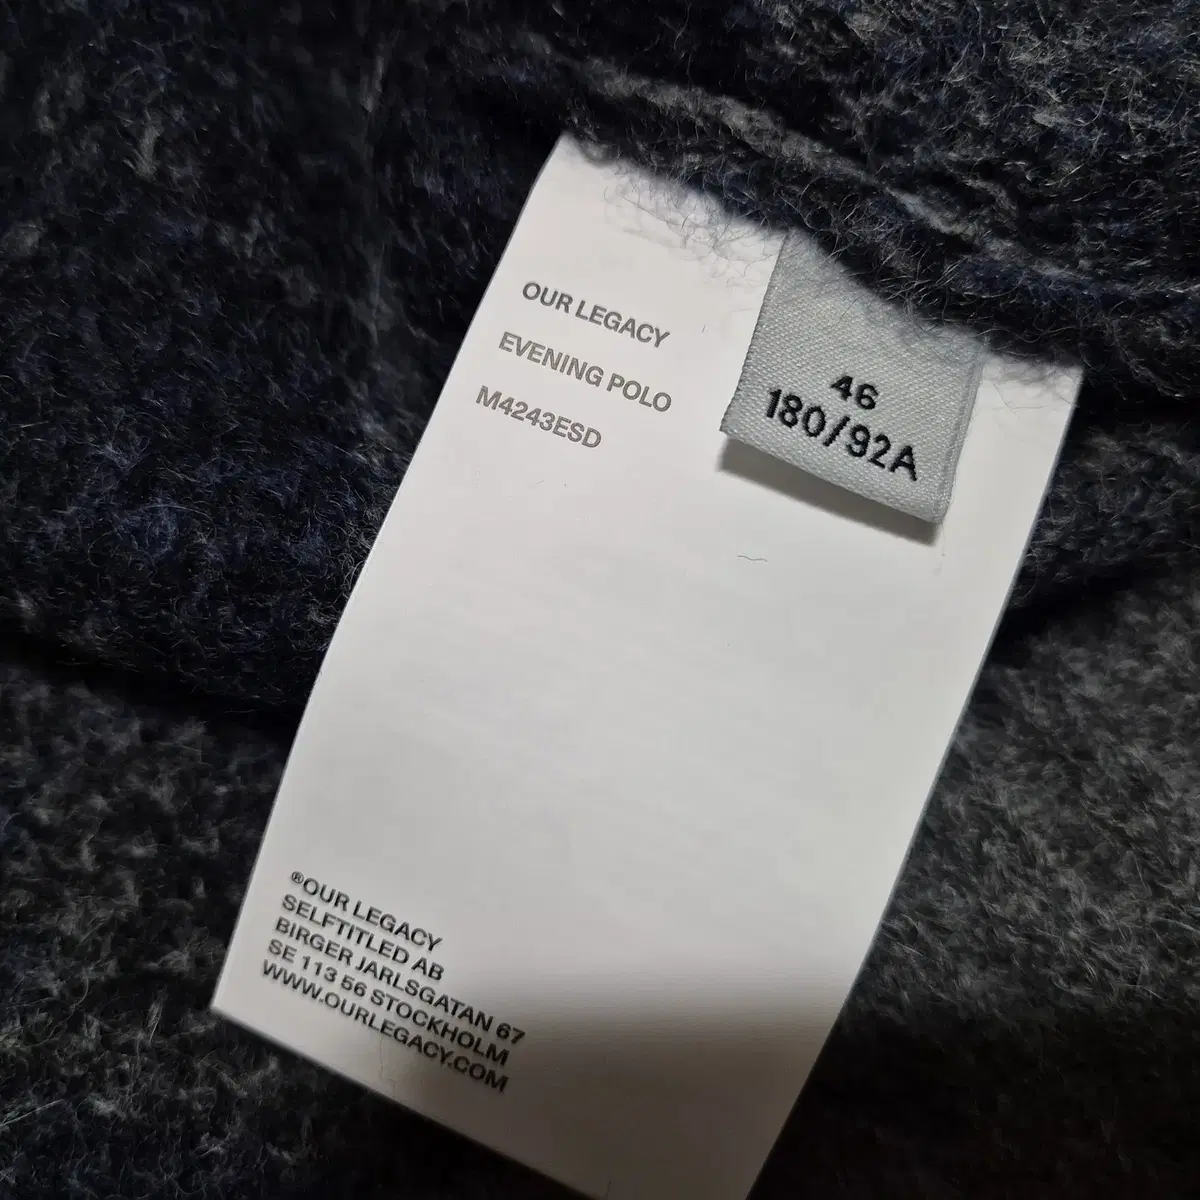 OUR LEGACY
EVENING POLO
M4243ESD
46
180/92A
®OUR LEGACY
SELFTITLED AB
BIRGER JARLSGATAN 67
SE 113 56 STOCKHOLM
WWW.OURLEGACY.COM